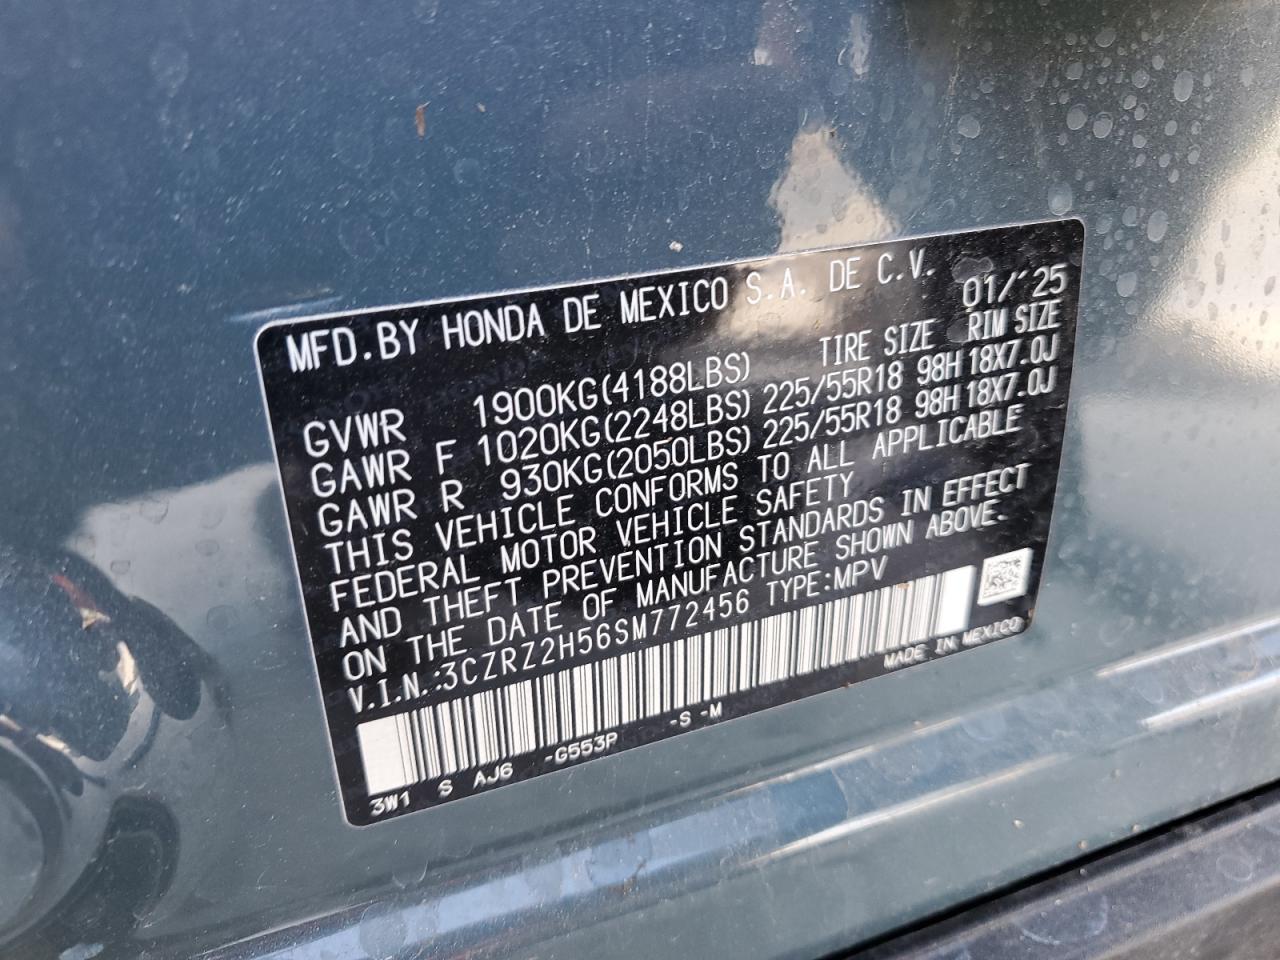 MFD.BY HONDA DE MEXICO S.A. DE C.V. 01/'25
TIRE SIZE RIM SIZE
GVWR 1900KG(4188LBS)
GAWR F 1020KG(2248LBS) 225/55R18 98H 18X7.0J
GAWR R 930KG(2050LBS) 225/55R18 98H 18X7.0J
THIS VEHICLE CONFORMS TO ALL APPLICABLE
FEDERAL MOTOR VEHICLE SAFETY
AND THEFT PREVENTION STANDARDS IN EFFECT
ON THE DATE OF MANUFACTURE SHOWN ABOVE.
V.I.N.:3CZRZ2H56SM772456 TYPE:MPV
MADE IN MEXICO
3W1 S AJ6 -G553P -S -M